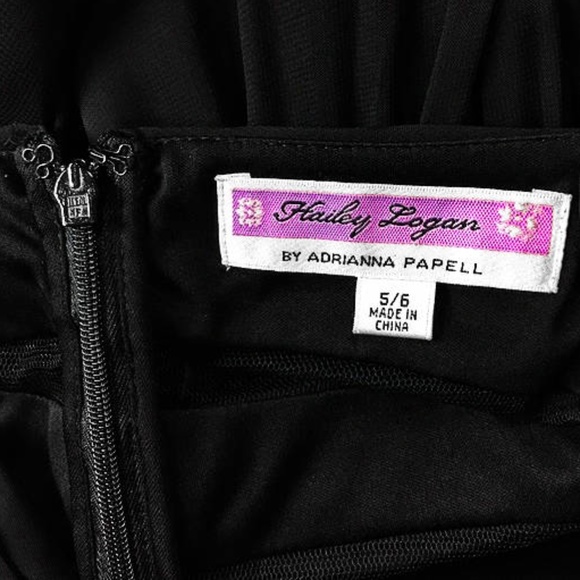 Hailey Logan
BY ADRIANNA PAPELL
5/6
MADE IN
CHINA